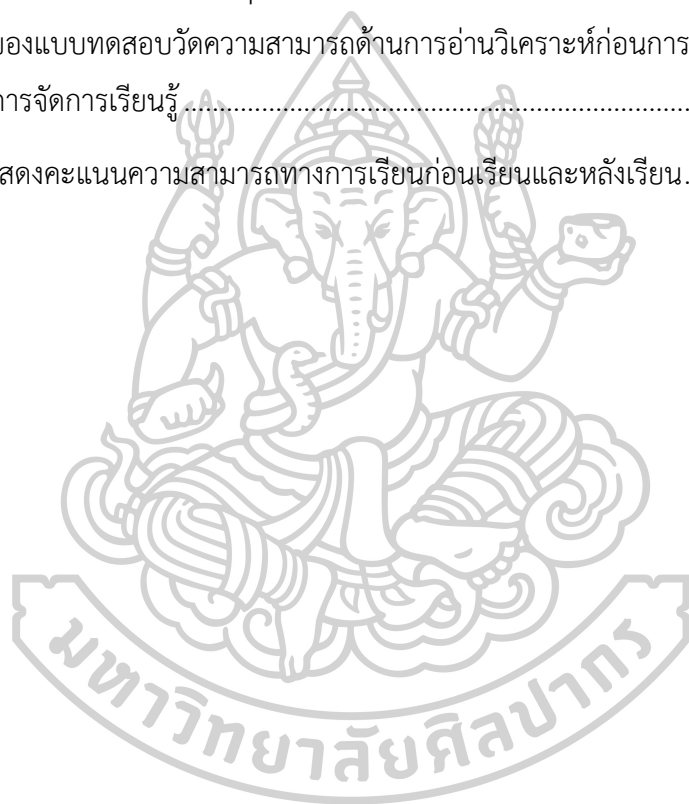 ของแบบทดสอบวัดความสามารถด้านการอ่านวิเคราะห์ก่อนการ
การจัดการเรียนรู้
สดงคะแนนความสามารถทางการเรียนก่อนเรียนและหลังเรียน
มหาวิทยาลัยศิลปากร